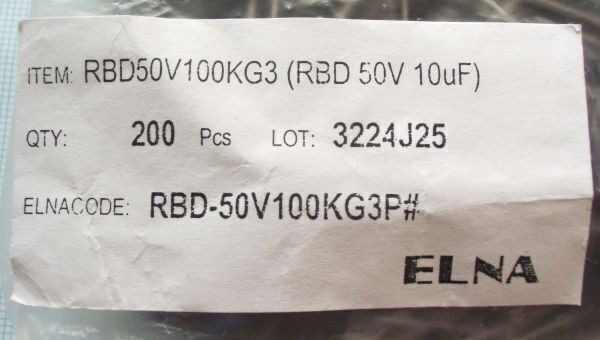 ITEM: RBD50V100KG3 (RBD 50V 10uF)
QTY: 200 Pcs LOT: 3224J25
ELNACODE: RBD-50V100KG3P#
ELNA